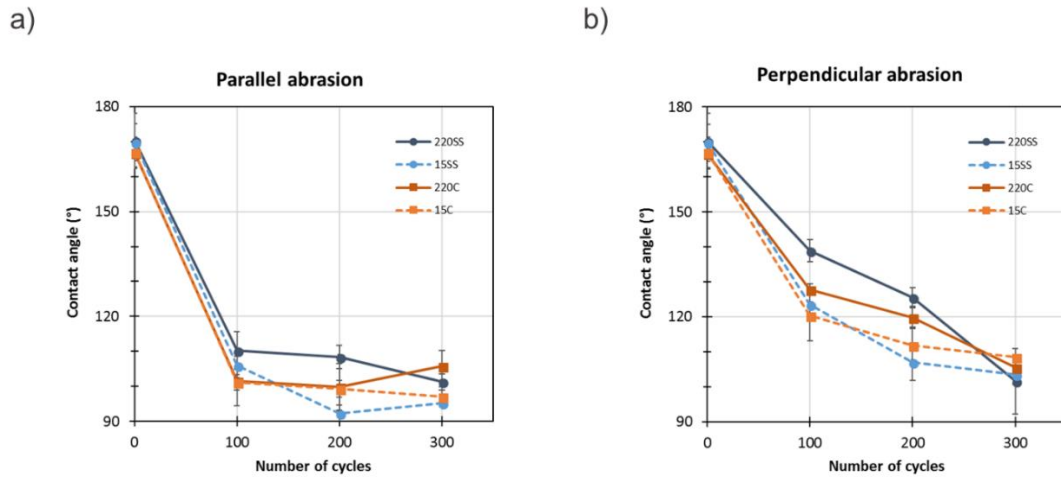 a)
Parallel abrasion
180
150
120
90
Contact angle (°)
0 100 200 300
Number of cycles
220SS
15SS
220C
15C
b)
Perpendicular abrasion
180
150
120
90
Contact angle (°)
0 100 200 300
Number of cycles
220SS
15SS
220C
15C